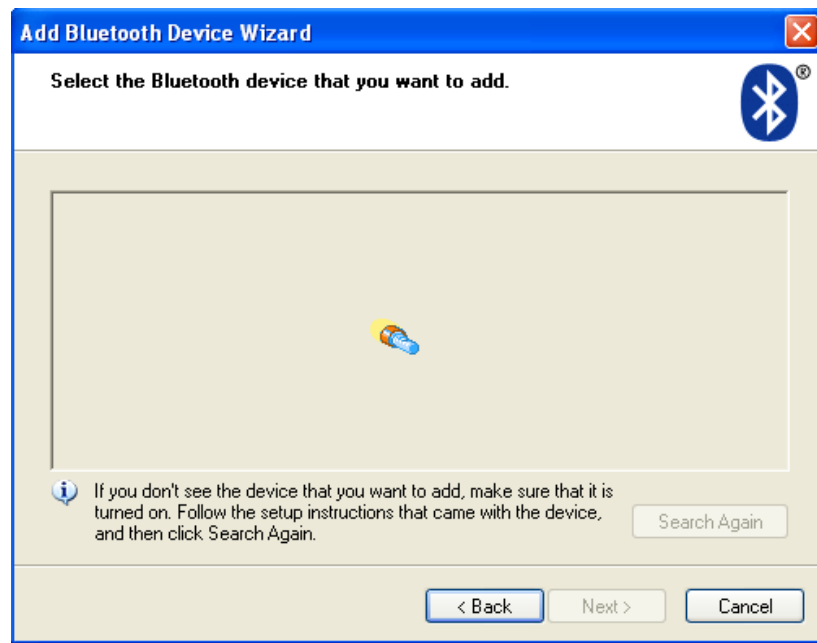 Add Bluetooth Device Wizard
Select the Bluetooth device that you want to add.
®
If you don't see the device that you want to add, make sure that it is
turned on. Follow the setup instructions that came with the device,
and then click Search Again.
Search Again
< Back
Next >
Cancel